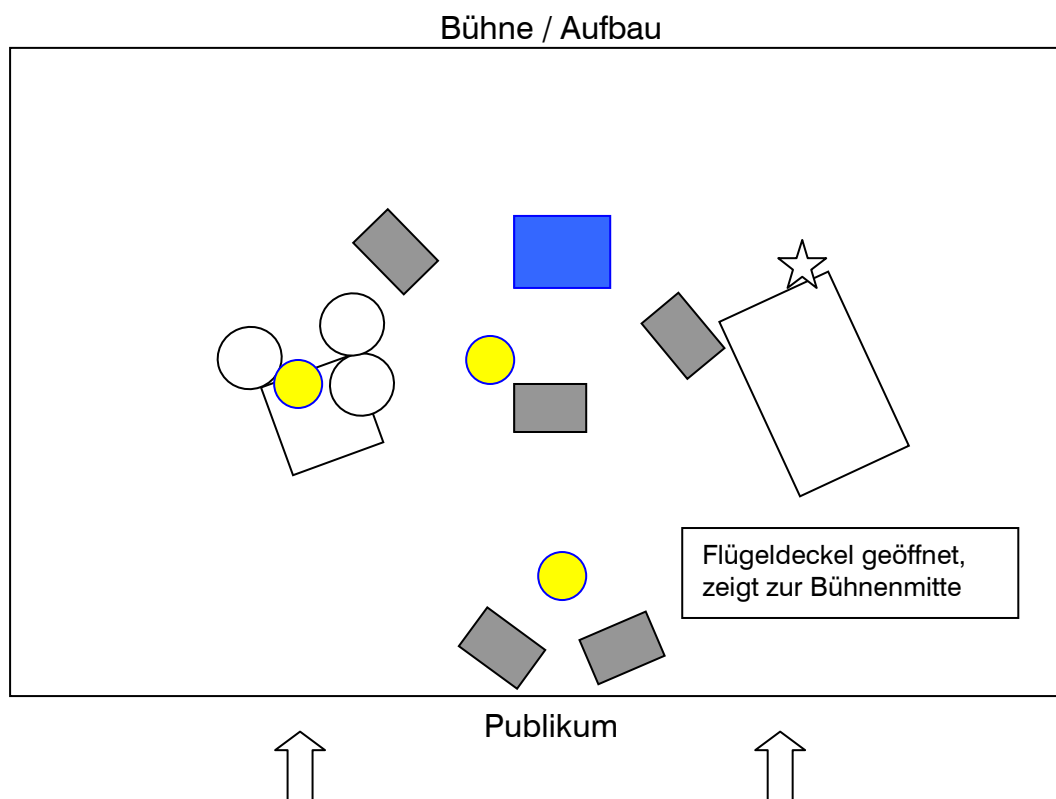 Bühne / Aufbau
Flügeldeckel geöffnet,
zeigt zur Bühnenmitte
Publikum